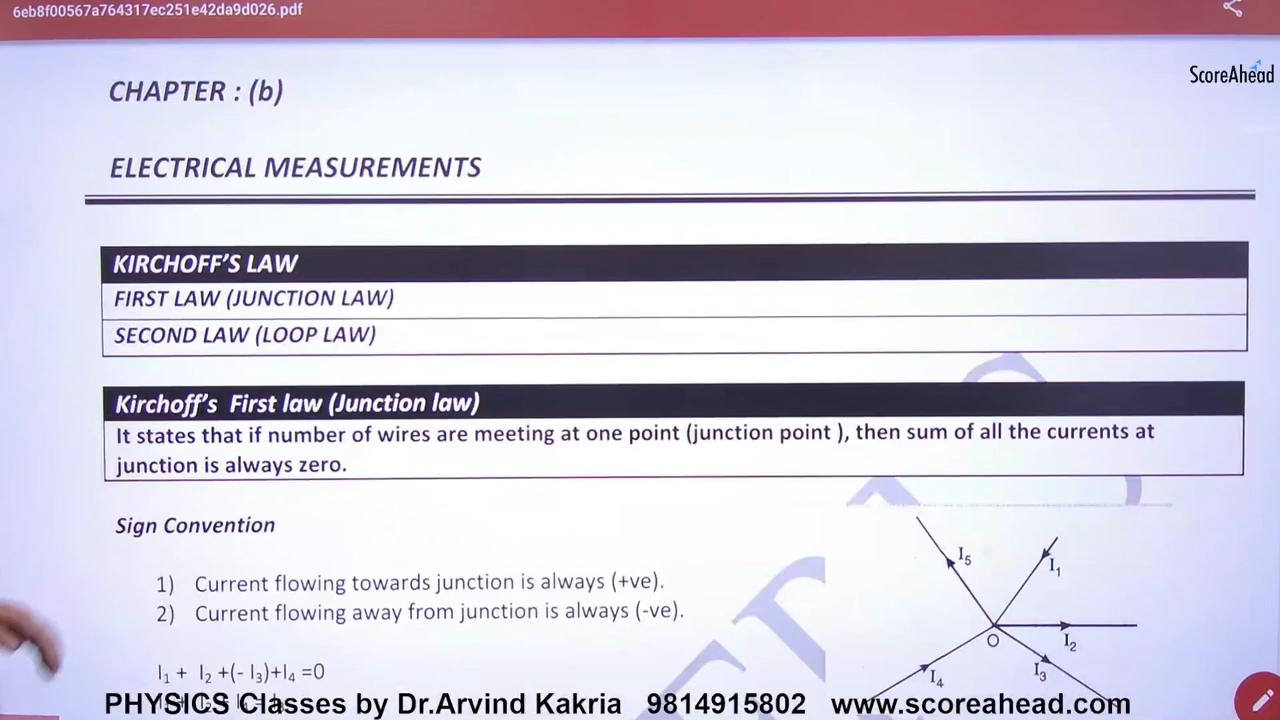 6eb8f00567a764317ec251e42da9d026.pdf
ScoreAhead
CHAPTER : (b)
ELECTRICAL MEASUREMENTS
KIRCHOFF'S LAW
FIRST LAW (JUNCTION LAW)
SECOND LAW (LOOP LAW)
Kirchoff's First law (Junction law)
It states that if number of wires are meeting at one point (junction point ), then sum of all the currents at
junction is always zero.
Sign Convention
1) Current flowing towards junction is always (+ve).
2) Current flowing away from junction is always (-ve).
I₁ + I₂ +(- I₃)+I₄ =0
I₅
I₁
I₂
O
I₃
I₄
PHYSICS Classes by Dr.Arvind Kakria 9814915802 www.scoreahead.com